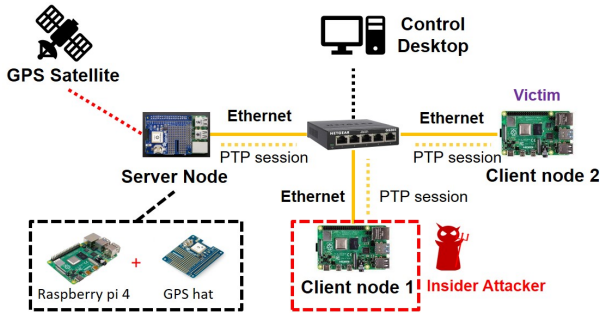 Control
Desktop
GPS Satellite
Victim
Ethernet
Ethernet
NETGEAR
PTP session
PTP session
Server Node
Client node 2
Ethernet
PTP session
Raspberry pi 4
+
GPS hat
Client node 1
Insider Attacker